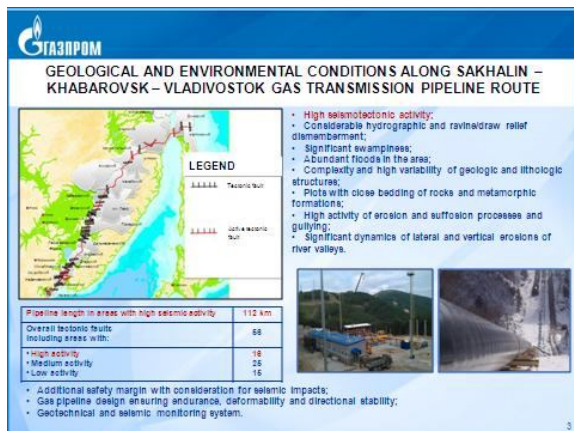 ГАЗПРОМ
GEOLOGICAL AND ENVIRONMENTAL CONDITIONS ALONG SAKHALIN –
KHABAROVSK – VLADIVOSTOK GAS TRANSMISSION PIPELINE ROUTE
LEGEND
Tectonic fault
Active tectonic
fault
• High seismotectonic activity;
• Considerable hydrographic and ravine/draw relief
dismemberment;
• Significant swampiness;
• Abundant floods in the area;
• Complexity and high variability of geologic and lithologic
structures;
• Plots with close bedding of rocks and metamorphic
formations;
• High activity of erosion and suffosion processes and
gullying;
• Significant dynamics of lateral and vertical erosions of
river valleys.
Pipeline length in areas with high seismic activity 112 km
Overall tectonic faults
including areas with: 56
• High activity 16
• Medium activity 25
• Low activity 15
• Additional safety margin with consideration for seismic impacts;
• Gas pipeline design ensuring endurance, deformability and directional stability;
• Geotechnical and seismic monitoring system.
3